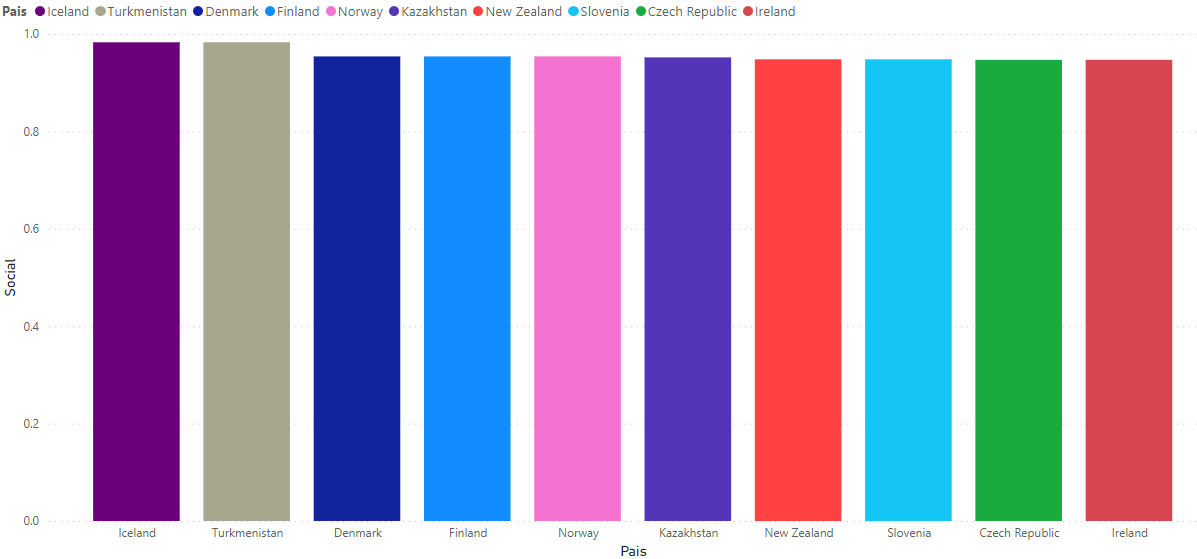 Pais Iceland Turkmenistan Denmark Finland Norway Kazakhstan New Zealand Slovenia Czech Republic Ireland
1.0
0.8
0.6
0.4
0.2
0.0
Social
Iceland Turkmenistan Denmark Finland Norway Kazakhstan New Zealand Slovenia Czech Republic Ireland
Pais